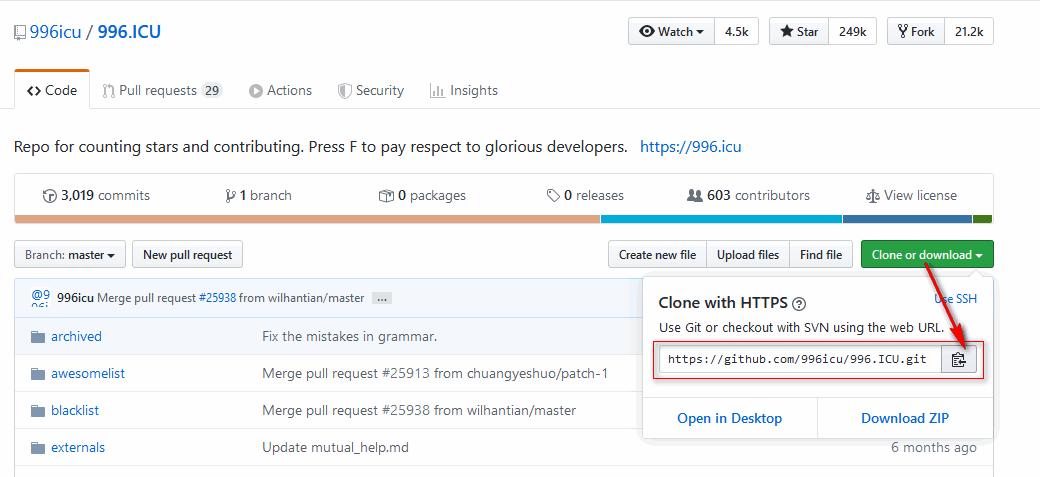 996icu / 996.ICU
Watch 4.5k Star 249k Fork 21.2k
Code Pull requests 29 Actions Security Insights
Repo for counting stars and contributing. Press F to pay respect to glorious developers. https://996.icu
3,019 commits 1 branch 0 packages 0 releases 603 contributors View license
Branch: master New pull request Create new file Upload files Find file Clone or download
996icu Merge pull request #25938 from wilhantian/master ...
Clone with HTTPS ? Use SSH
Use Git or checkout with SVN using the web URL.
https://github.com/996icu/996.ICU.git
Open in Desktop Download ZIP
archived Fix the mistakes in grammar.
awesomelist Merge pull request #25913 from chuangyeshuo/patch-1
blacklist Merge pull request #25938 from wilhantian/master
externals Update mutual_help.md 6 months ago